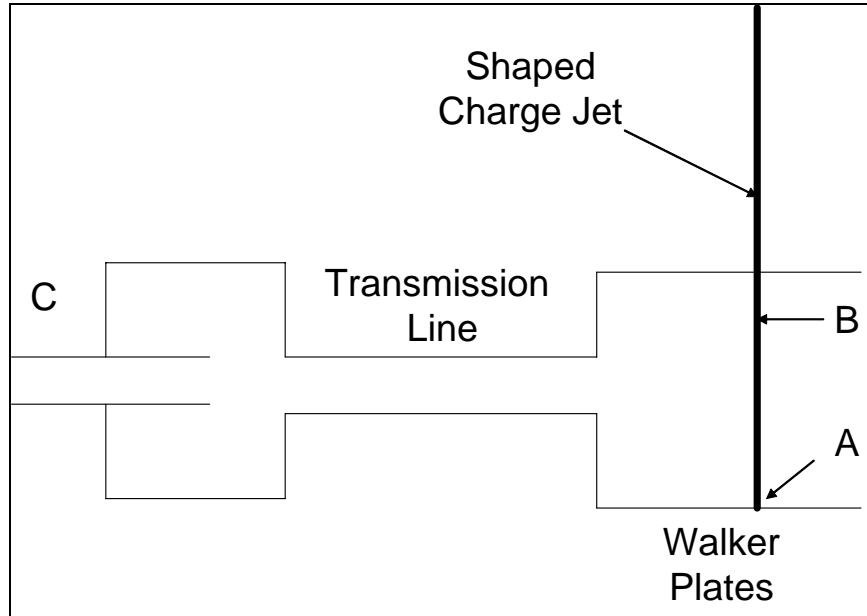 Shaped
Charge Jet
C
Transmission
Line
B
A
Walker
Plates